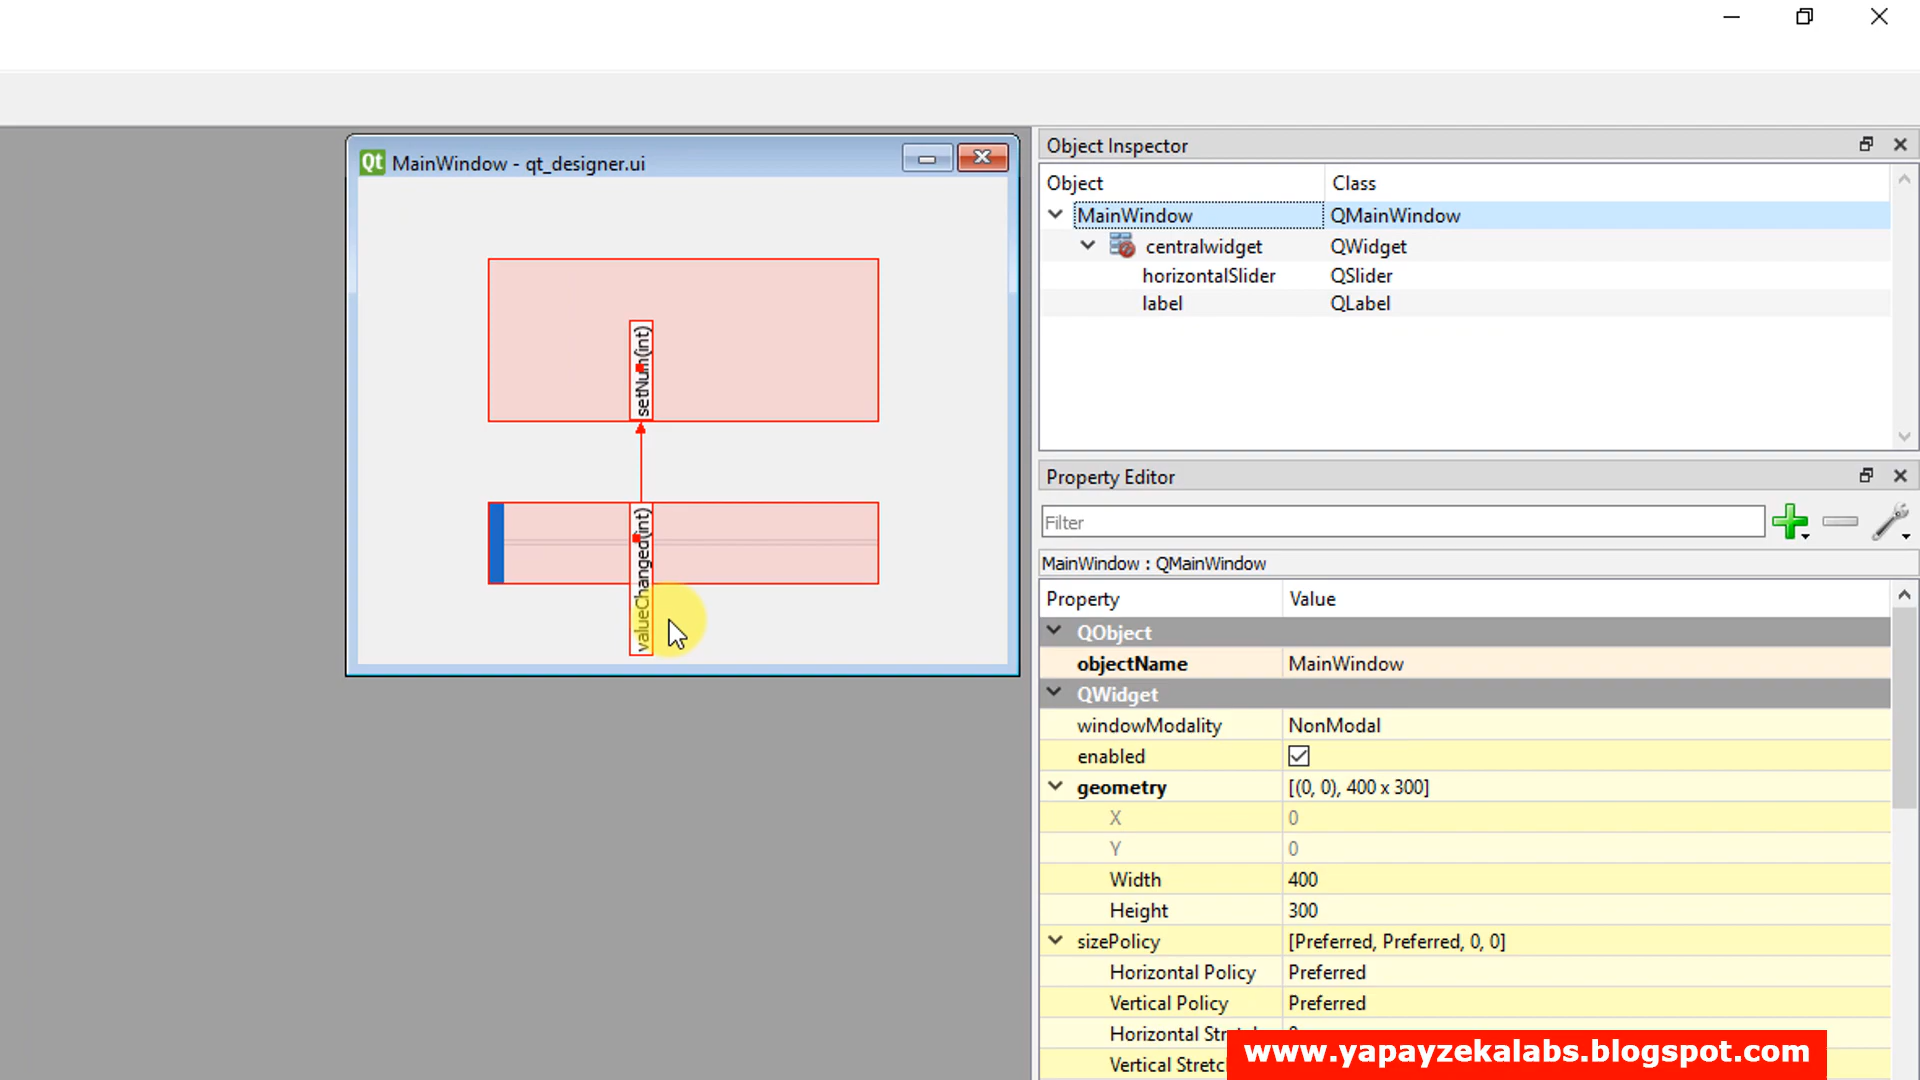 Qt MainWindow - qt_designer.ui
setNum(int)
valueChanged(int)
Object Inspector
Object Class
MainWindow QMainWindow
centralwidget QWidget
horizontalSlider QSlider
label QLabel
Property Editor
Filter
MainWindow : QMainWindow
Property Value
QObject
objectName MainWindow
QWidget
windowModality NonModal
enabled
geometry [(0, 0), 400 x 300]
X 0
Y 0
Width 400
Height 300
sizePolicy [Preferred, Preferred, 0, 0]
Horizontal Policy Preferred
Vertical Policy Preferred
Horizontal
Vertical
www.yapayzekalabs.blogspot.com